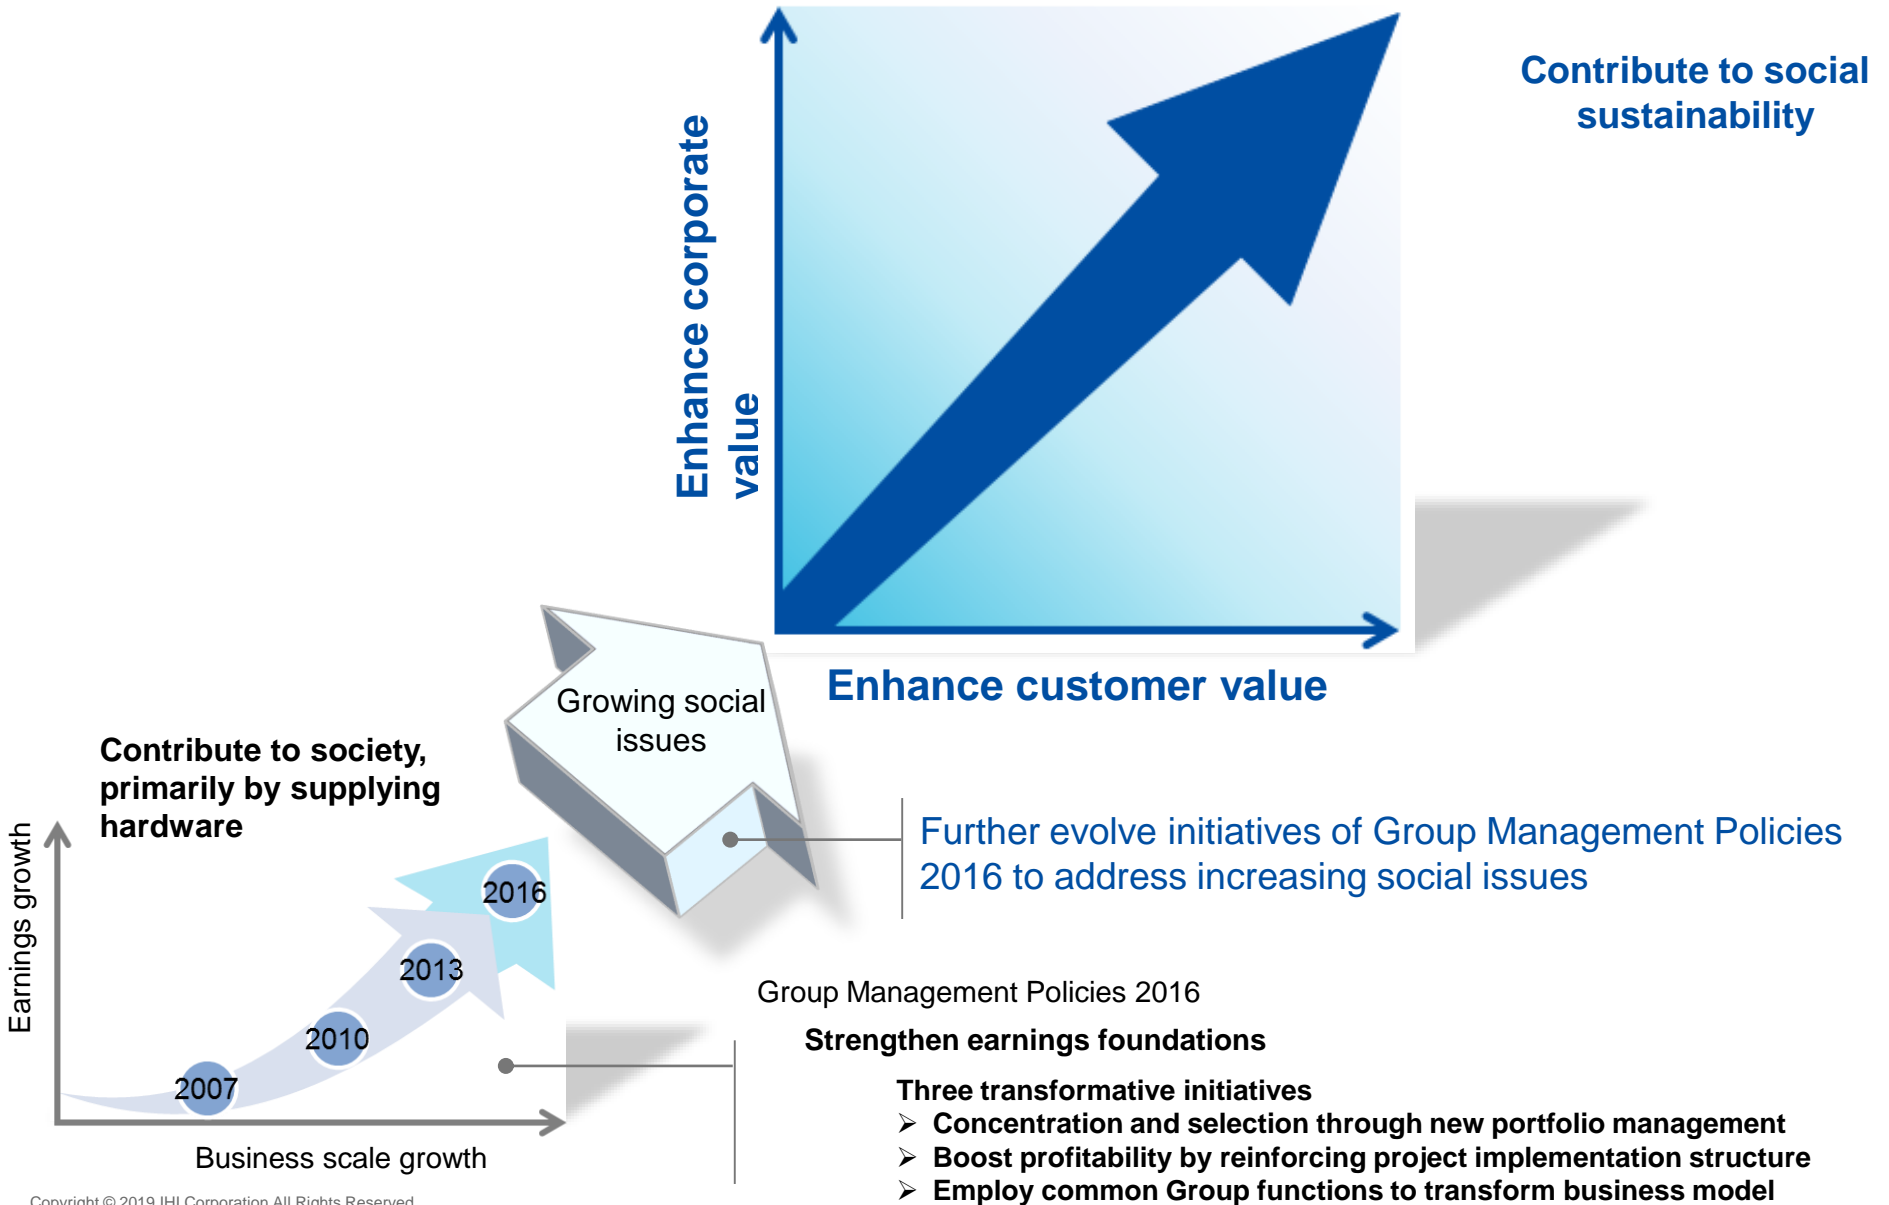 Contribute to social
sustainability
Enhance corporate
value
Enhance customer value
Growing social
issues
Contribute to society,
primarily by supplying
hardware
Further evolve initiatives of Group Management Policies
2016 to address increasing social issues
Earnings growth
2016
2013
2010
2007
Business scale growth
Group Management Policies 2016
Strengthen earnings foundations
Three transformative initiatives
➢ Concentration and selection through new portfolio management
➢ Boost profitability by reinforcing project implementation structure
➢ Employ common Group functions to transform business model
Copyright © 2019 IHI Corporation All Rights Reserved